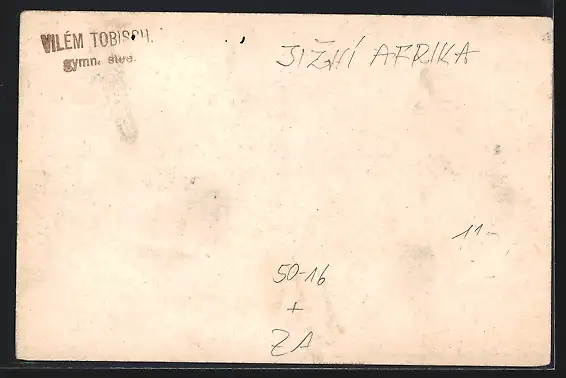 VILÉM TOBISCH.
gymn. stud.
JIŽNÍ AFRIKA
11-
50-16
+
ZA